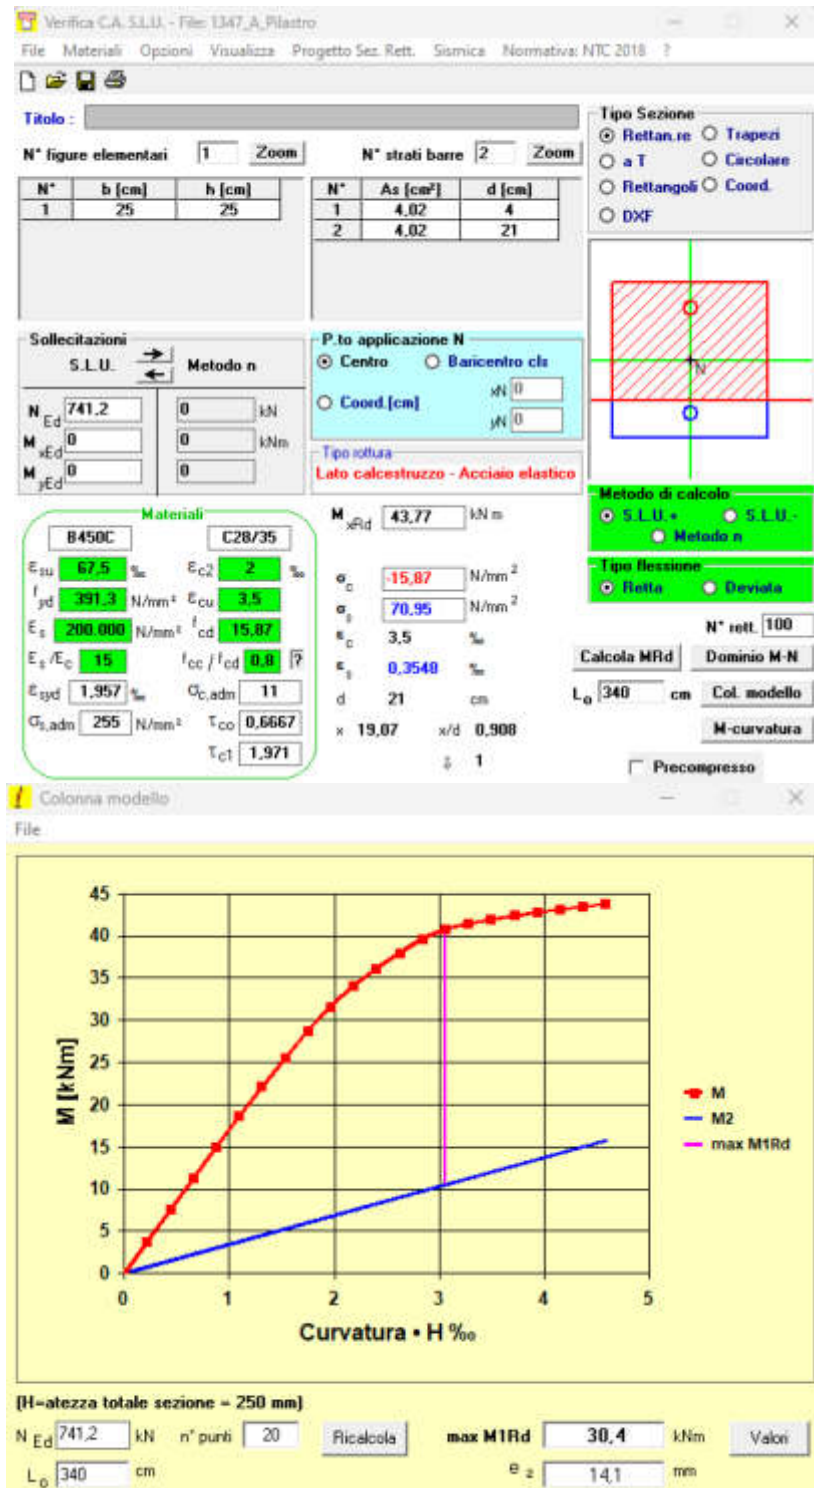 Verifica C.A. S.L.U. - File: 1347_A_Pilastro
File Materiali Opzioni Visualizza Progetto Sez. Rett. Sismica Normativa: NTC 2018 ?
Titolo :
N° figure elementari 1 Zoom
N° strati barre 2 Zoom
N° b [cm] h [cm]
1 25 25
N° As [cm²] d [cm]
1 4,02 4
2 4,02 21
Tipo Sezione
Rettan.re Trapezi
a T Circolare
Rettangoli Coord.
DXF
N
Sollecitazioni
S.L.U. Metodo n
N Ed 741,2 0 kN
M xEd 0 0 kNm
M yEd 0 0
P.to applicazione N
Centro Baricentro cls
Coord.[cm] xN 0
yN 0
Tipo rottura
Lato calcestruzzo - Acciaio elastico
Metodo di calcolo
S.L.U.+ S.L.U.-
Metodo n
Tipo flessione
Retta Deviata
Materiali
B450C C28/35
εsu 67,5 ‰ εc2 2 ‰
fyd 391,3 N/mm² εcu 3,5
Es 200.000 N/mm² fcd 15,87
Es/Ec 15 fcc/fcd 0,8 ?
εsyd 1,957 ‰ σc,adm 11
σs,adm 255 N/mm² τco 0,6667
τc1 1,971
M xRd 43,77 kN m
σc -15,87 N/mm²
σs 70,95 N/mm²
εc 3,5 ‰
εs 0,3548 ‰
d 21 cm
x 19,07 x/d 0,908
1
N° rett. 100
Calcola MRd Dominio M-N
Lo 340 cm Col. modello
M-curvatura
Precompresso
Colonna modello
File
45
40
35
30
25
20
15
10
5
0
M [kNm]
0 1 2 3 4 5
Curvatura • H ‰
M
M2
max M1Rd
(H=atezza totale sezione = 250 mm)
N Ed 741,2 kN n° punti 20 Ricalcola max M1Rd 30,4 kNm Valori
Lo 340 cm e2 14,1 mm